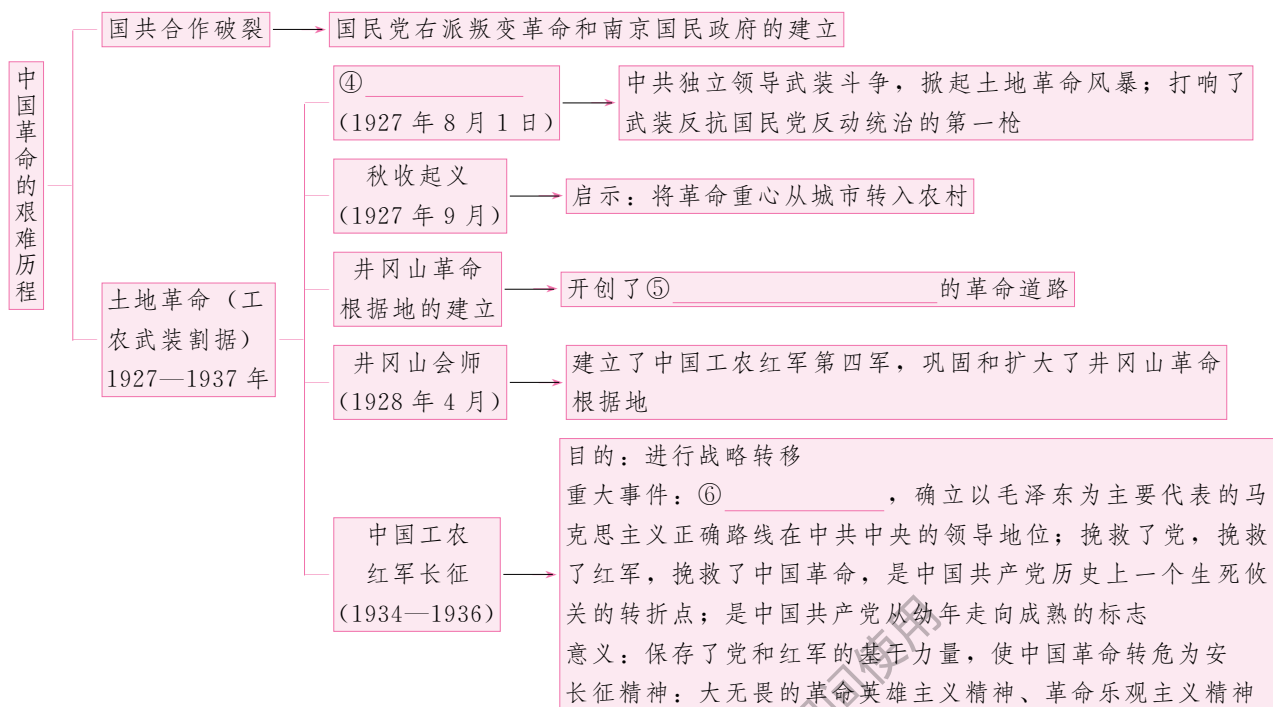 中国革命的艰难历程
国共合作破裂
国民党右派叛变革命和南京国民政府的建立
土地革命（工
农武装割据）
1927—1937 年
④
(1927 年 8 月 1 日)
中共独立领导武装斗争，掀起土地革命风暴；打响了
武装反抗国民党反动统治的第一枪
秋收起义
(1927 年 9 月)
启示：将革命重心从城市转入农村
井冈山革命
根据地的建立
开创了⑤ 的革命道路
井冈山会师
(1928 年 4 月)
建立了中国工农红军第四军，巩固和扩大了井冈山革命
根据地
中国工农
红军长征
(1934—1936)
目的：进行战略转移
重大事件：⑥ ，确立以毛泽东为主要代表的马
克思主义正确路线在中共中央的领导地位；挽救了党，挽救
了红军，挽救了中国革命，是中国共产党历史上一个生死攸
关的转折点；是中国共产党从幼年走向成熟的标志
意义：保存了党和红军的基干力量，使中国革命转危为安
长征精神：大无畏的革命英雄主义精神、革命乐观主义精神
使用